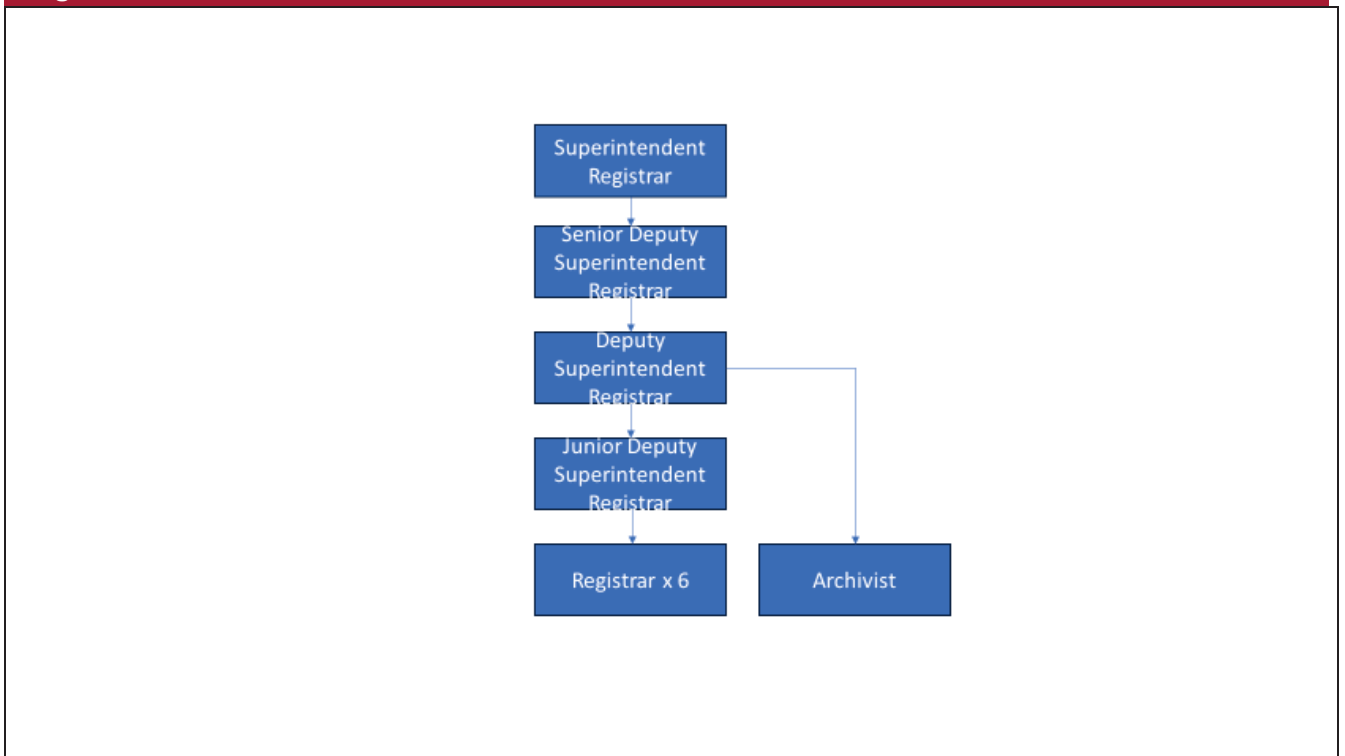 Superintendent
Registrar
Senior Deputy
Superintendent
Registrar
Deputy
Superintendent
Registrar
Junior Deputy
Superintendent
Registrar
Registrar x 6
Archivist